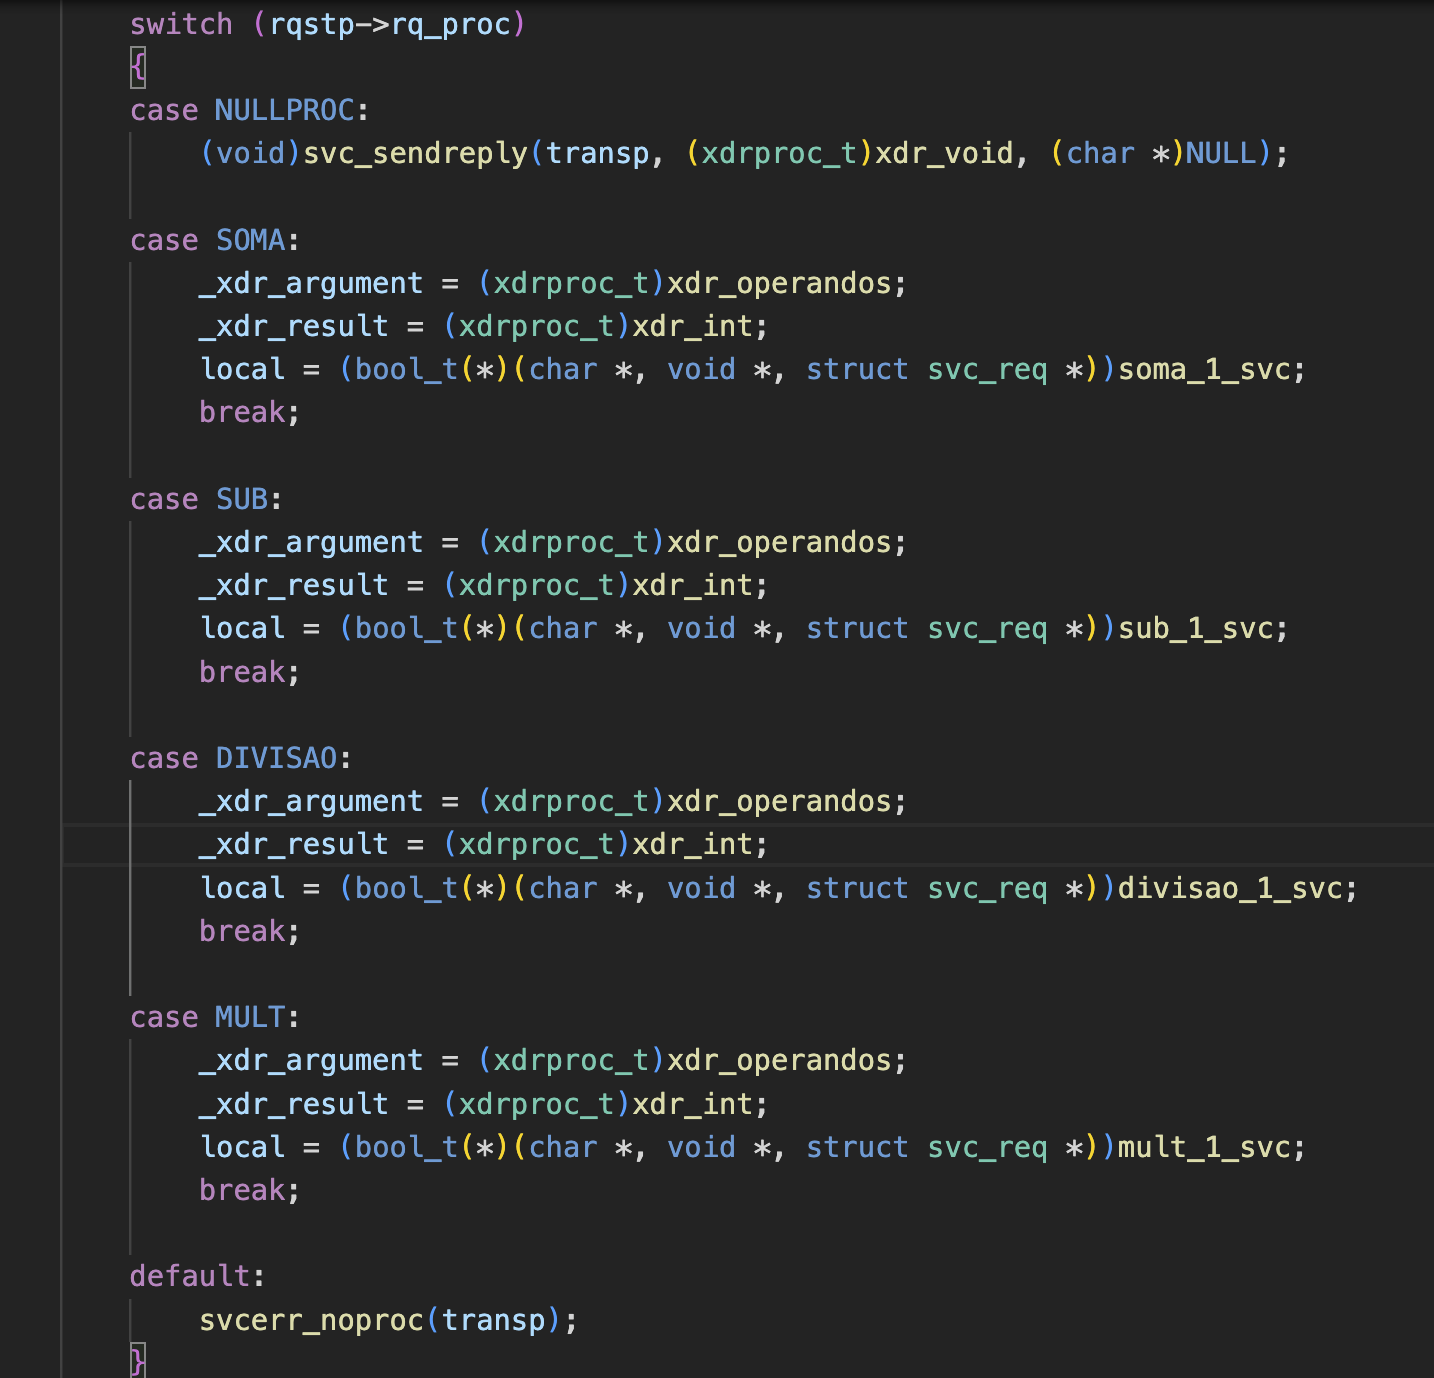 switch (rqstp->rq_proc)
{
case NULLPROC:
    (void)svc_sendreply(transp, (xdrproc_t)xdr_void, (char *)NULL);

case SOMA:
    _xdr_argument = (xdrproc_t)xdr_operandos;
    _xdr_result = (xdrproc_t)xdr_int;
    local = (bool_t(*)(char *, void *, struct svc_req *))soma_1_svc;
    break;

case SUB:
    _xdr_argument = (xdrproc_t)xdr_operandos;
    _xdr_result = (xdrproc_t)xdr_int;
    local = (bool_t(*)(char *, void *, struct svc_req *))sub_1_svc;
    break;

case DIVISAO:
    _xdr_argument = (xdrproc_t)xdr_operandos;
    _xdr_result = (xdrproc_t)xdr_int;
    local = (bool_t(*)(char *, void *, struct svc_req *))divisao_1_svc;
    break;

case MULT:
    _xdr_argument = (xdrproc_t)xdr_operandos;
    _xdr_result = (xdrproc_t)xdr_int;
    local = (bool_t(*)(char *, void *, struct svc_req *))mult_1_svc;
    break;

default:
    svcerr_noproc(transp);
}